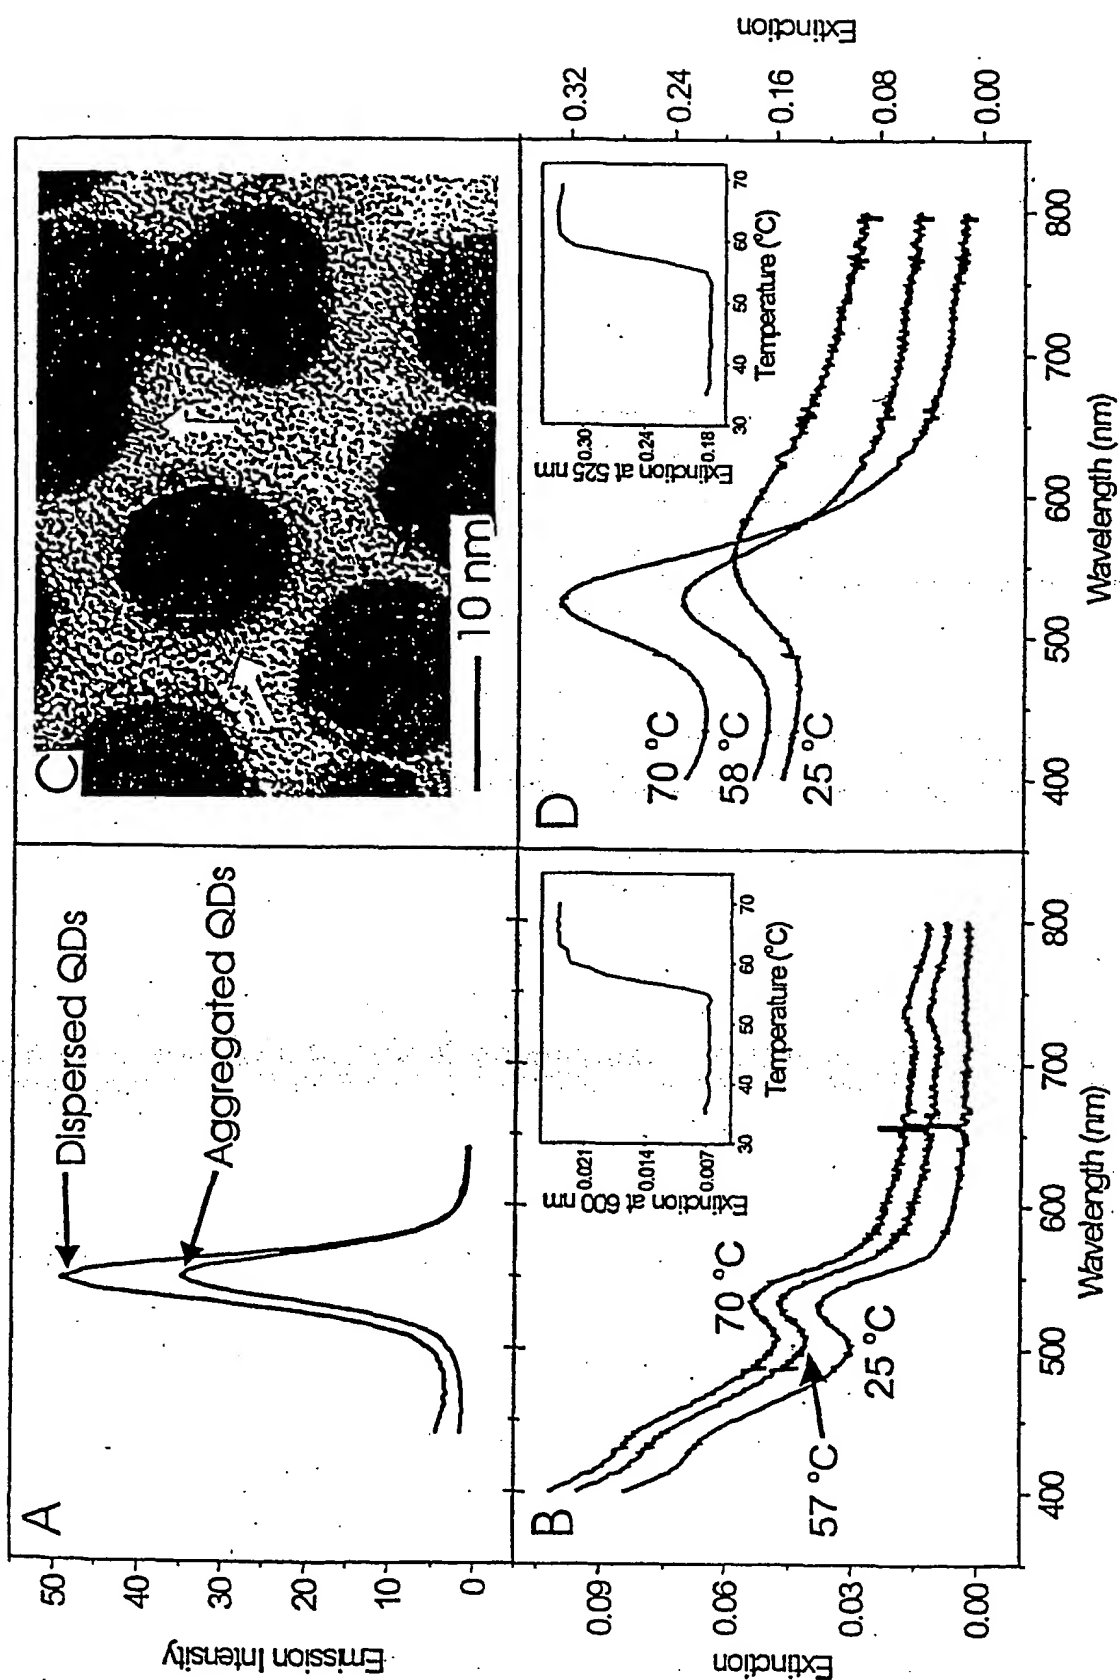 A
Dispersed QDs
Aggregated QDs
50
40
30
20
10
0
Emission Intensity
C
10 nm
B
70 °C
57 °C
25 °C
0.09
0.06
0.03
0.00
Extinction
400
500
600
700
800
Wavelength (nm)
Extinction at 600 nm
0.021
0.014
0.007
30
40
50
60
70
Temperature (°C)
D
70 °C
58 °C
25 °C
0.32
0.24
0.16
0.08
0.00
Extinction
400
500
600
700
800
Wavelength (nm)
Extinction at 525 nm
0.30
0.24
0.18
30
40
50
60
70
Temperature (°C)